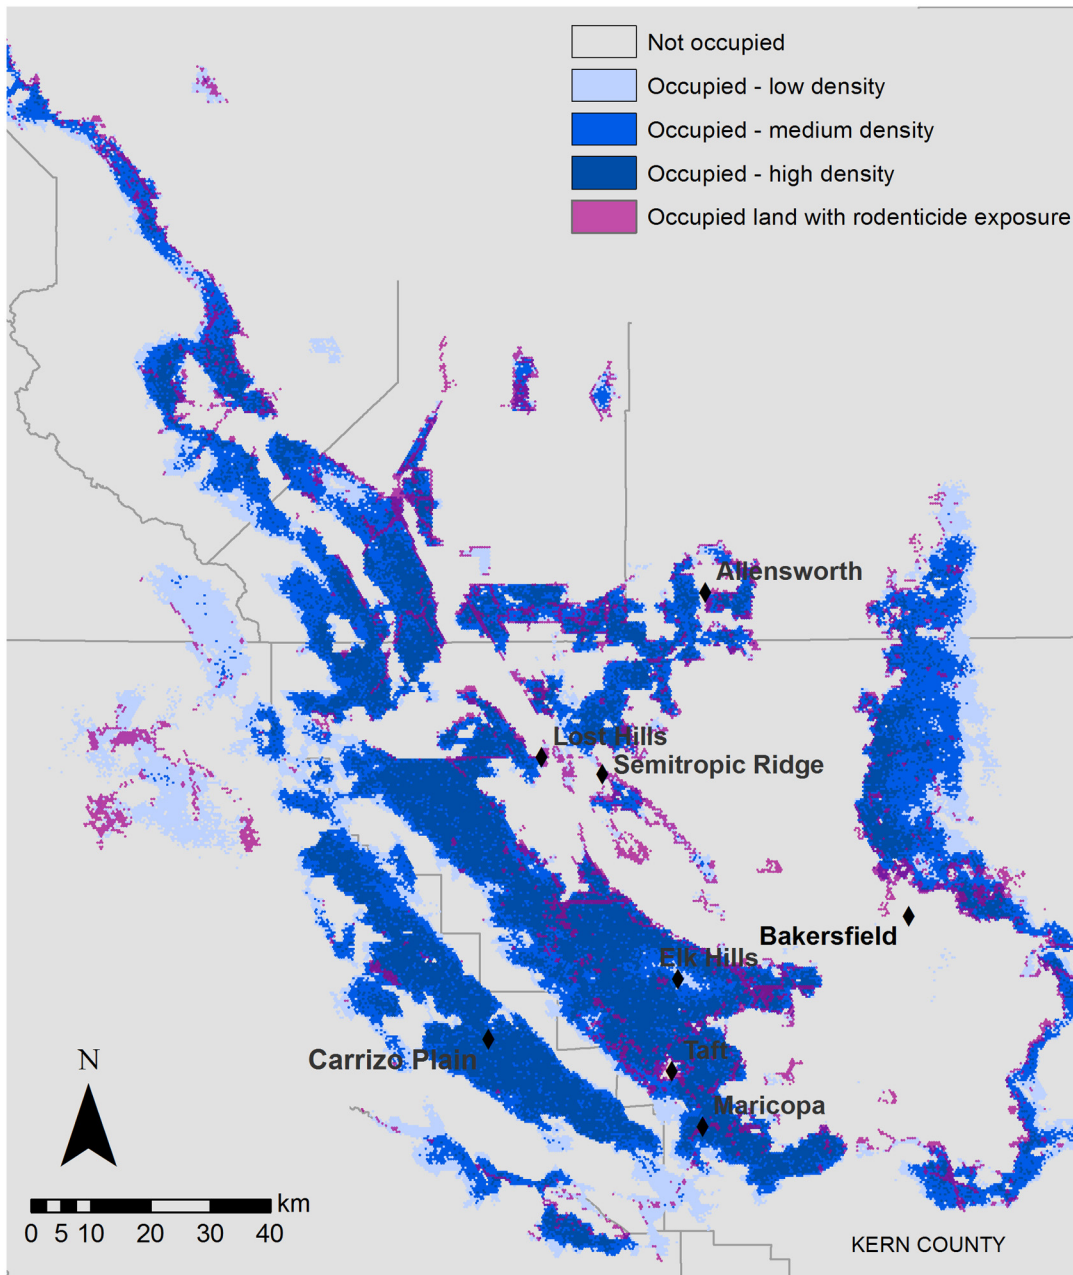 Not occupied
Occupied - low density
Occupied - medium density
Occupied - high density
Occupied land with rodenticide exposure
Allensworth
Lost Hills
Semitropic Ridge
Bakersfield
Elk Hills
Carrizo Plain
Taft
Maricopa
N
km
0 5 10 20 30 40
KERN COUNTY